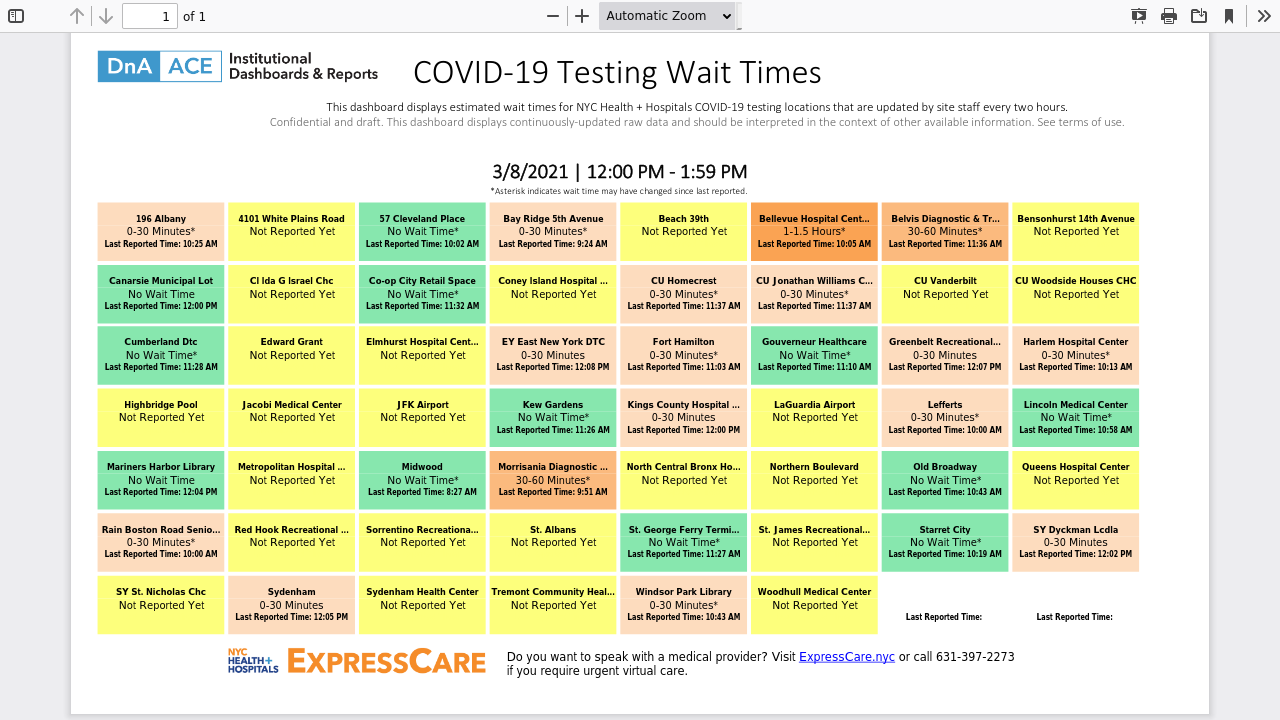 1 of 1 Automatic Zoom
DnA ACE Institutional
Dashboards & Reports
COVID-19 Testing Wait Times
This dashboard displays estimated wait times for NYC Health + Hospitals COVID-19 testing locations that are updated by site staff every two hours.
Confidential and draft. This dashboard displays continuously-updated raw data and should be interpreted in the context of other available information. See terms of use.
3/8/2021 | 12:00 PM - 1:59 PM
*Asterisk indicates wait time may have changed since last reported.
196 Albany
0-30 Minutes*
Last Reported Time: 10:25 AM
4101 White Plains Road
Not Reported Yet
57 Cleveland Place
No Wait Time*
Last Reported Time: 10:02 AM
Bay Ridge 5th Avenue
0-30 Minutes*
Last Reported Time: 9:24 AM
Beach 39th
Not Reported Yet
Bellevue Hospital Cent...
1-1.5 Hours*
Last Reported Time: 10:05 AM
Belvis Diagnostic & Tr...
30-60 Minutes*
Last Reported Time: 11:36 AM
Bensonhurst 14th Avenue
Not Reported Yet
Canarsie Municipal Lot
No Wait Time
Last Reported Time: 12:00 PM
Cl Ida G Israel Chc
Not Reported Yet
Co-op City Retail Space
No Wait Time*
Last Reported Time: 11:32 AM
Coney Island Hospital ...
Not Reported Yet
CU Homecrest
0-30 Minutes*
Last Reported Time: 11:37 AM
CU Jonathan Williams C...
0-30 Minutes*
Last Reported Time: 11:37 AM
CU Vanderbilt
Not Reported Yet
CU Woodside Houses CHC
Not Reported Yet
Cumberland Dtc
No Wait Time*
Last Reported Time: 11:28 AM
Edward Grant
Not Reported Yet
Elmhurst Hospital Cent...
Not Reported Yet
EY East New York DTC
0-30 Minutes
Last Reported Time: 12:08 PM
Fort Hamilton
0-30 Minutes*
Last Reported Time: 11:03 AM
Gouverneur Healthcare
No Wait Time*
Last Reported Time: 11:10 AM
Greenbelt Recreational...
0-30 Minutes
Last Reported Time: 12:07 PM
Harlem Hospital Center
0-30 Minutes*
Last Reported Time: 10:13 AM
Highbridge Pool
Not Reported Yet
Jacobi Medical Center
Not Reported Yet
JFK Airport
Not Reported Yet
Kew Gardens
No Wait Time*
Last Reported Time: 11:26 AM
Kings County Hospital ...
0-30 Minutes
Last Reported Time: 12:00 PM
LaGuardia Airport
Not Reported Yet
Lefferts
0-30 Minutes*
Last Reported Time: 10:00 AM
Lincoln Medical Center
No Wait Time*
Last Reported Time: 10:58 AM
Mariners Harbor Library
No Wait Time
Last Reported Time: 12:04 PM
Metropolitan Hospital ...
Not Reported Yet
Midwood
No Wait Time*
Last Reported Time: 8:27 AM
Morrisania Diagnostic ...
30-60 Minutes*
Last Reported Time: 9:51 AM
North Central Bronx Ho...
Not Reported Yet
Northern Boulevard
Not Reported Yet
Old Broadway
No Wait Time*
Last Reported Time: 10:43 AM
Queens Hospital Center
Not Reported Yet
Rain Boston Road Senio...
0-30 Minutes*
Last Reported Time: 10:00 AM
Red Hook Recreational ...
Not Reported Yet
Sorrentino Recreationa...
Not Reported Yet
St. Albans
Not Reported Yet
St. George Ferry Termi...
No Wait Time*
Last Reported Time: 11:27 AM
St. James Recreational...
Not Reported Yet
Starret City
No Wait Time*
Last Reported Time: 10:19 AM
SY Dyckman Lcdla
0-30 Minutes
Last Reported Time: 12:02 PM
SY St. Nicholas Chc
Not Reported Yet
Sydenham
0-30 Minutes
Last Reported Time: 12:05 PM
Sydenham Health Center
Not Reported Yet
Tremont Community Heal...
Not Reported Yet
Windsor Park Library
0-30 Minutes*
Last Reported Time: 10:43 AM
Woodhull Medical Center
Not Reported Yet
Last Reported Time:
Last Reported Time:
NYC
HEALTH+
HOSPITALS
EXPRESSCARE
Do you want to speak with a medical provider? Visit ExpressCare.nyc or call 631-397-2273
if you require urgent virtual care.